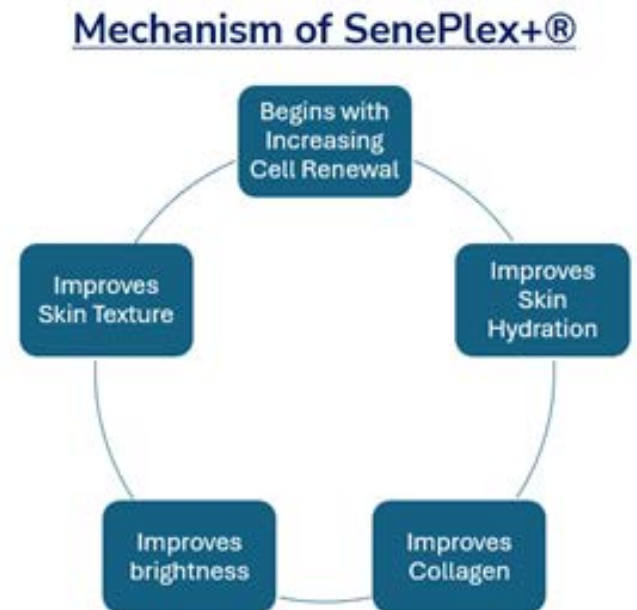 Mechanism of SenePlex+®
Begins with
Increasing
Cell Renewal
Improves
Skin
Hydration
Improves
Collagen
Improves
brightness
Improves
Skin Texture